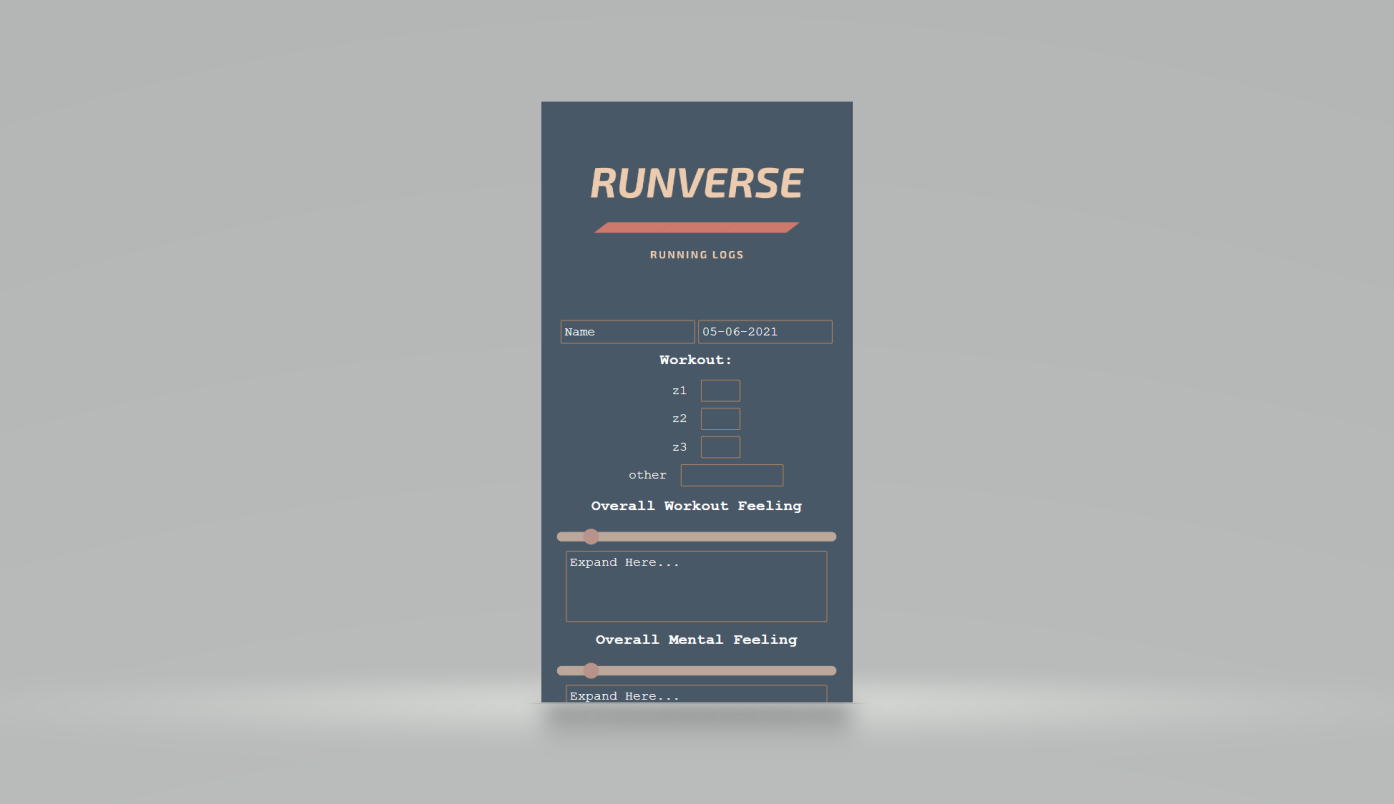 RUNVERSE
RUNNING LOGS
Name 05-06-2021
Workout:
z1
z2
z3
other
Overall Workout Feeling
Expand Here...
Overall Mental Feeling
Expand Here...